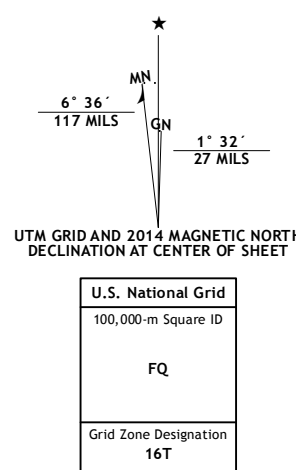 MN
6° 36´
117 MILS
GN
1° 32´
27 MILS
UTM GRID AND 2014 MAGNETIC NORTH
DECLINATION AT CENTER OF SHEET
U.S. National Grid
100,000-m Square ID
FQ
Grid Zone Designation
16T